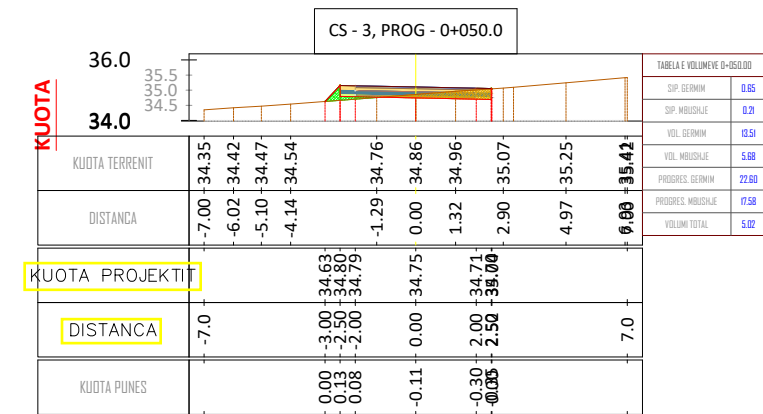 CS - 3, PROG - 0+050.0
36.0
35.5
35.0
34.5
34.0
KUOTA
TABELA E VOLUMEVE 0+050.00
SIP. GERMIM 0.65
SIP. MBUSHJE 0.21
VOL. GERMIM 13.51
VOL. MBUSHJE 5.68
PROGRES. GERMIM 22.60
PROGRES. MBUSHJE 17.58
VOLUMI TOTAL 5.02
KUOTA TERRENIT 34.35 34.42 34.47 34.54 34.76 34.86 34.96 35.07 35.25 35.42
DISTANCA -7.00 -6.02 -5.10 -4.14 -1.29 0.00 1.32 2.90 4.97 7.00
KUOTA PROJEKTIT 34.63 34.80 34.79 34.75 34.71
DISTANCA -7.0 -3.00 -2.50 -2.00 0.00 2.00 2.50 7.0
KUOTA PUNES 0.00 0.13 0.08 -0.11 -0.30